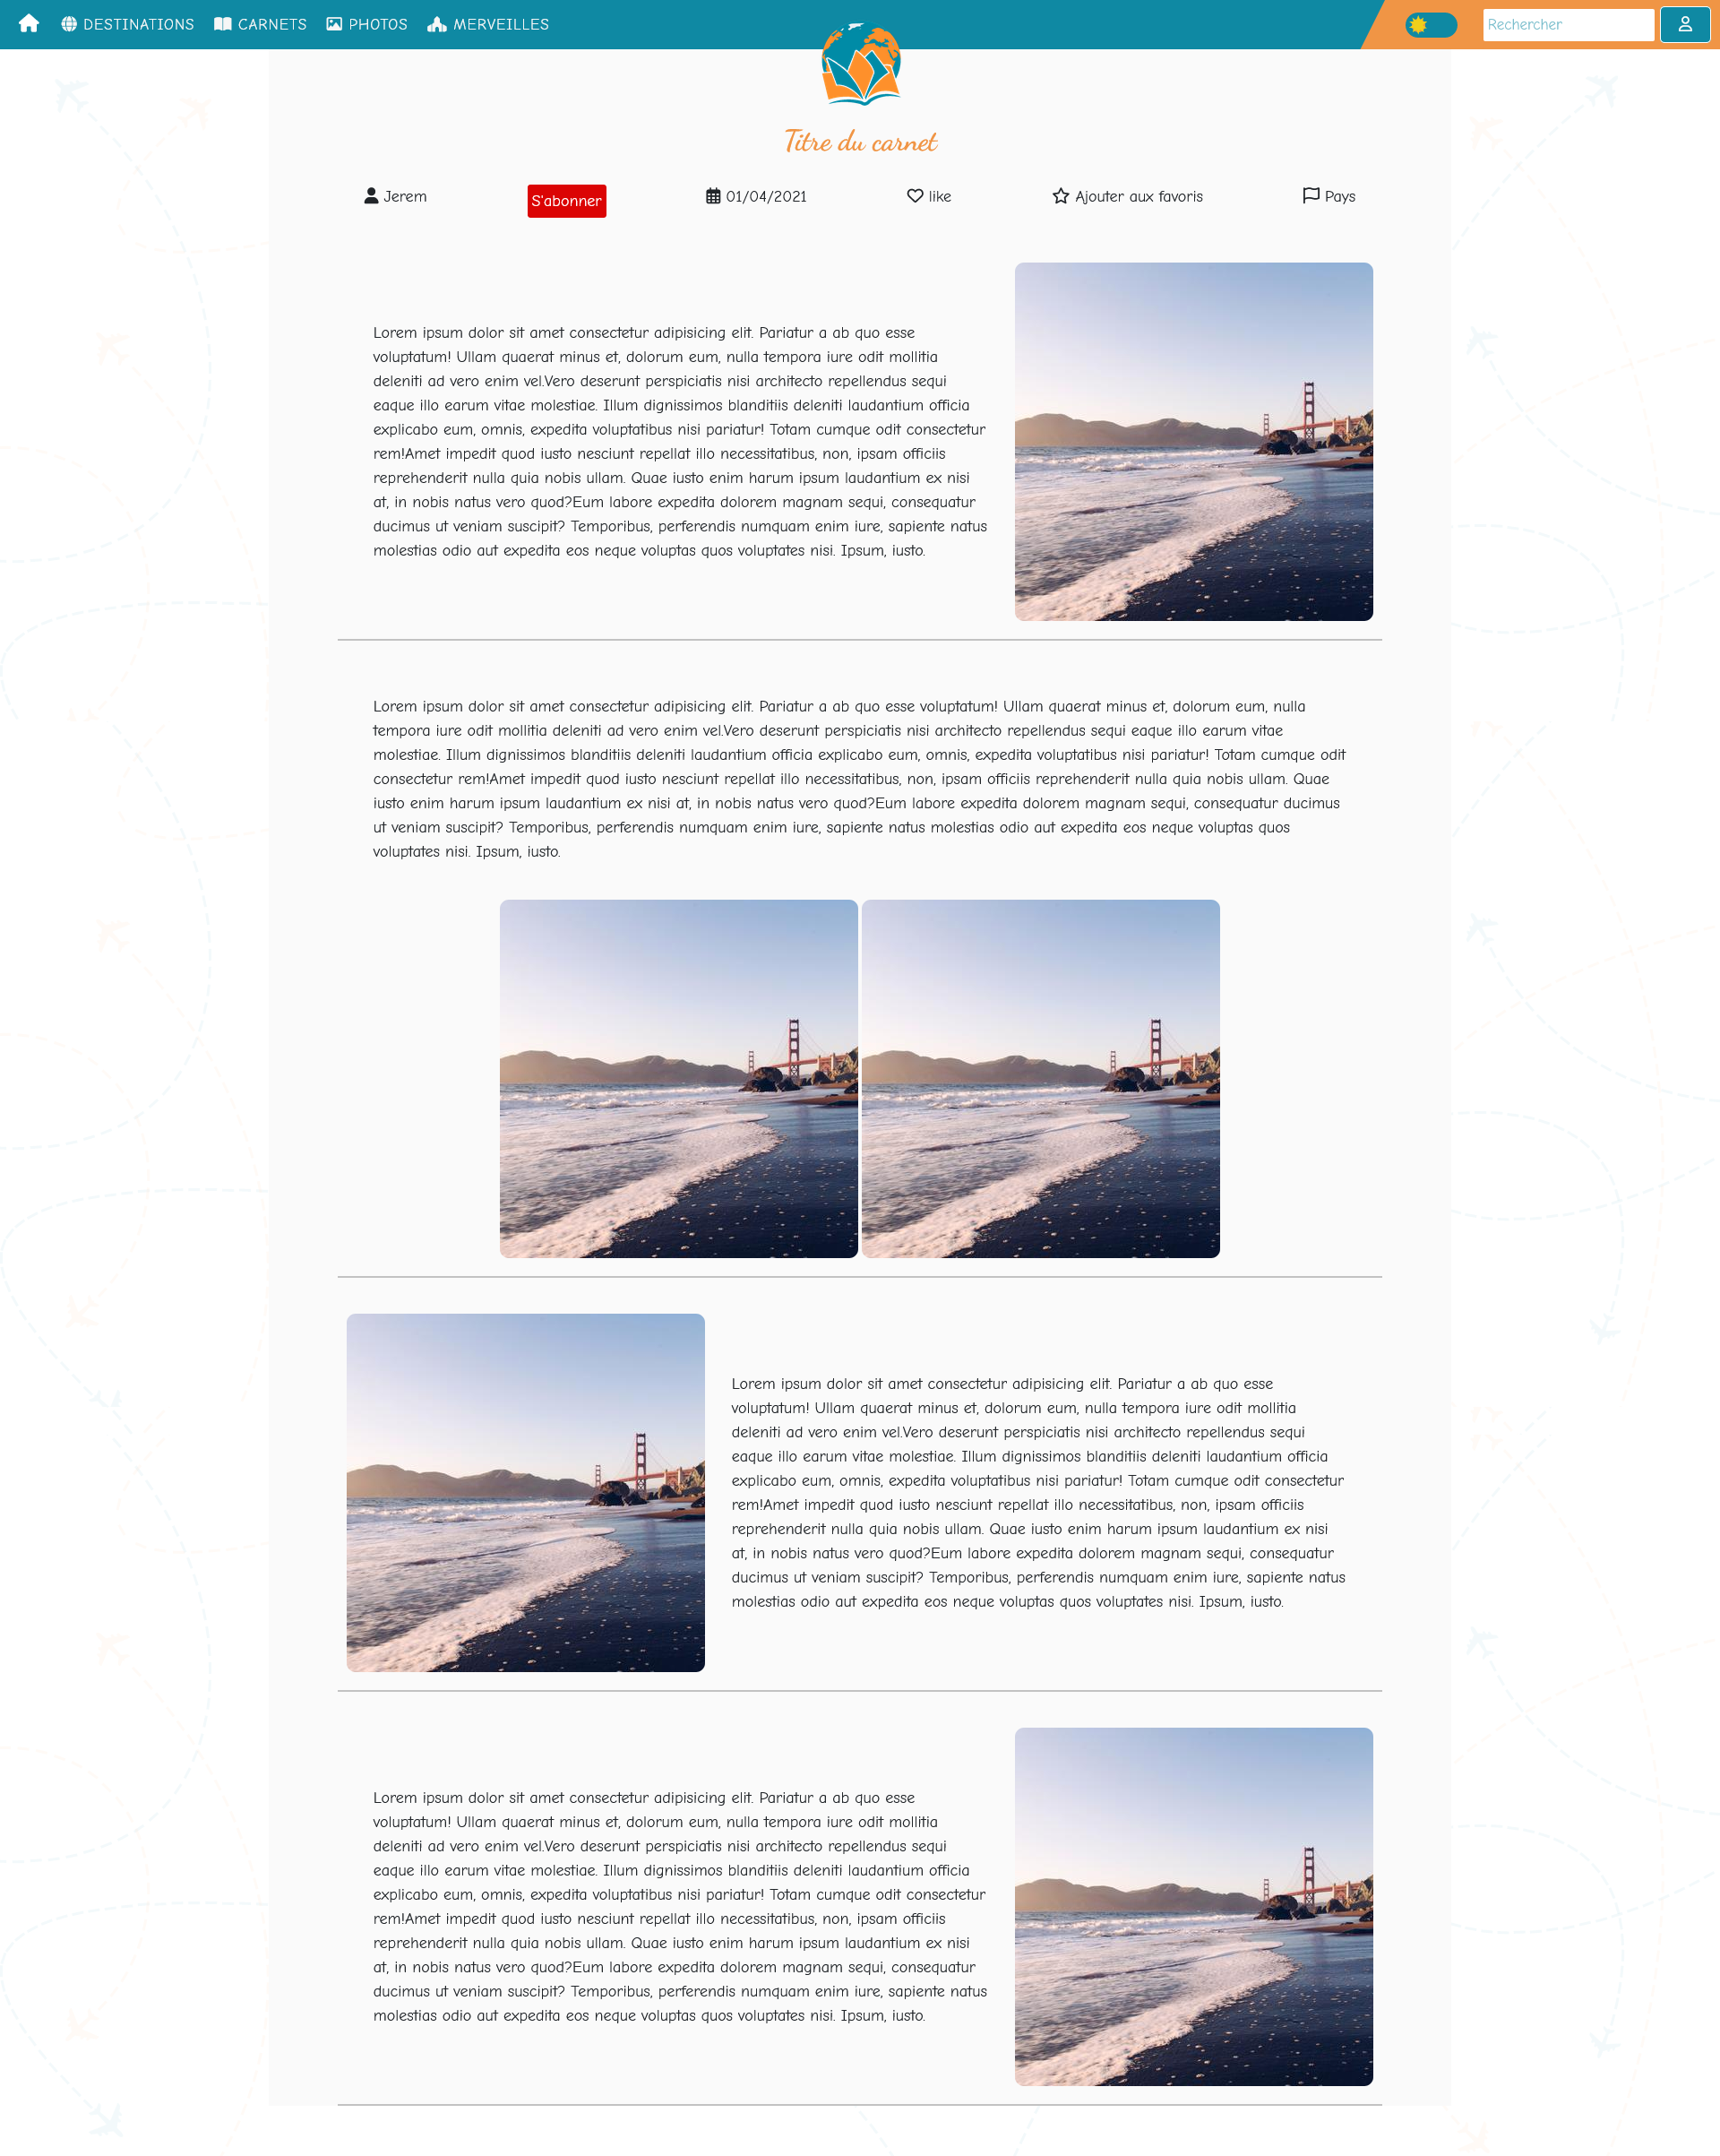 DESTINATIONS CARNETS PHOTOS MERVEILLES Rechercher
Titre du carnet
Jerem S'abonner 01/04/2021 like Ajouter aux favoris Pays
Lorem ipsum dolor sit amet consectetur adipisicing elit. Pariatur a ab quo esse
voluptatum! Ullam quaerat minus et, dolorum eum, nulla tempora iure odit mollitia
deleniti ad vero enim vel.Vero deserunt perspiciatis nisi architecto repellendus sequi
eaque illo earum vitae molestiae. Illum dignissimos blanditiis deleniti laudantium officia
explicabo eum, omnis, expedita voluptatibus nisi pariatur! Totam cumque odit consectetur
rem!Amet impedit quod iusto nesciunt repellat illo necessitatibus, non, ipsam officiis
reprehenderit nulla quia nobis ullam. Quae iusto enim harum ipsum laudantium ex nisi
at, in nobis natus vero quod?Eum labore expedita dolorem magnam sequi, consequatur
ducimus ut veniam suscipit? Temporibus, perferendis numquam enim iure, sapiente natus
molestias odio aut expedita eos neque voluptas quos voluptates nisi. Ipsum, iusto.
Lorem ipsum dolor sit amet consectetur adipisicing elit. Pariatur a ab quo esse voluptatum! Ullam quaerat minus et, dolorum eum, nulla
tempora iure odit mollitia deleniti ad vero enim vel.Vero deserunt perspiciatis nisi architecto repellendus sequi eaque illo earum vitae
molestiae. Illum dignissimos blanditiis deleniti laudantium officia explicabo eum, omnis, expedita voluptatibus nisi pariatur! Totam cumque odit
consectetur rem!Amet impedit quod iusto nesciunt repellat illo necessitatibus, non, ipsam officiis reprehenderit nulla quia nobis ullam. Quae
iusto enim harum ipsum laudantium ex nisi at, in nobis natus vero quod?Eum labore expedita dolorem magnam sequi, consequatur ducimus
ut veniam suscipit? Temporibus, perferendis numquam enim iure, sapiente natus molestias odio aut expedita eos neque voluptas quos
voluptates nisi. Ipsum, iusto.
Lorem ipsum dolor sit amet consectetur adipisicing elit. Pariatur a ab quo esse
voluptatum! Ullam quaerat minus et, dolorum eum, nulla tempora iure odit mollitia
deleniti ad vero enim vel.Vero deserunt perspiciatis nisi architecto repellendus sequi
eaque illo earum vitae molestiae. Illum dignissimos blanditiis deleniti laudantium officia
explicabo eum, omnis, expedita voluptatibus nisi pariatur! Totam cumque odit consectetur
rem!Amet impedit quod iusto nesciunt repellat illo necessitatibus, non, ipsam officiis
reprehenderit nulla quia nobis ullam. Quae iusto enim harum ipsum laudantium ex nisi
at, in nobis natus vero quod?Eum labore expedita dolorem magnam sequi, consequatur
ducimus ut veniam suscipit? Temporibus, perferendis numquam enim iure, sapiente natus
molestias odio aut expedita eos neque voluptas quos voluptates nisi. Ipsum, iusto.
Lorem ipsum dolor sit amet consectetur adipisicing elit. Pariatur a ab quo esse
voluptatum! Ullam quaerat minus et, dolorum eum, nulla tempora iure odit mollitia
deleniti ad vero enim vel.Vero deserunt perspiciatis nisi architecto repellendus sequi
eaque illo earum vitae molestiae. Illum dignissimos blanditiis deleniti laudantium officia
explicabo eum, omnis, expedita voluptatibus nisi pariatur! Totam cumque odit consectetur
rem!Amet impedit quod iusto nesciunt repellat illo necessitatibus, non, ipsam officiis
reprehenderit nulla quia nobis ullam. Quae iusto enim harum ipsum laudantium ex nisi
at, in nobis natus vero quod?Eum labore expedita dolorem magnam sequi, consequatur
ducimus ut veniam suscipit? Temporibus, perferendis numquam enim iure, sapiente natus
molestias odio aut expedita eos neque voluptas quos voluptates nisi. Ipsum, iusto.